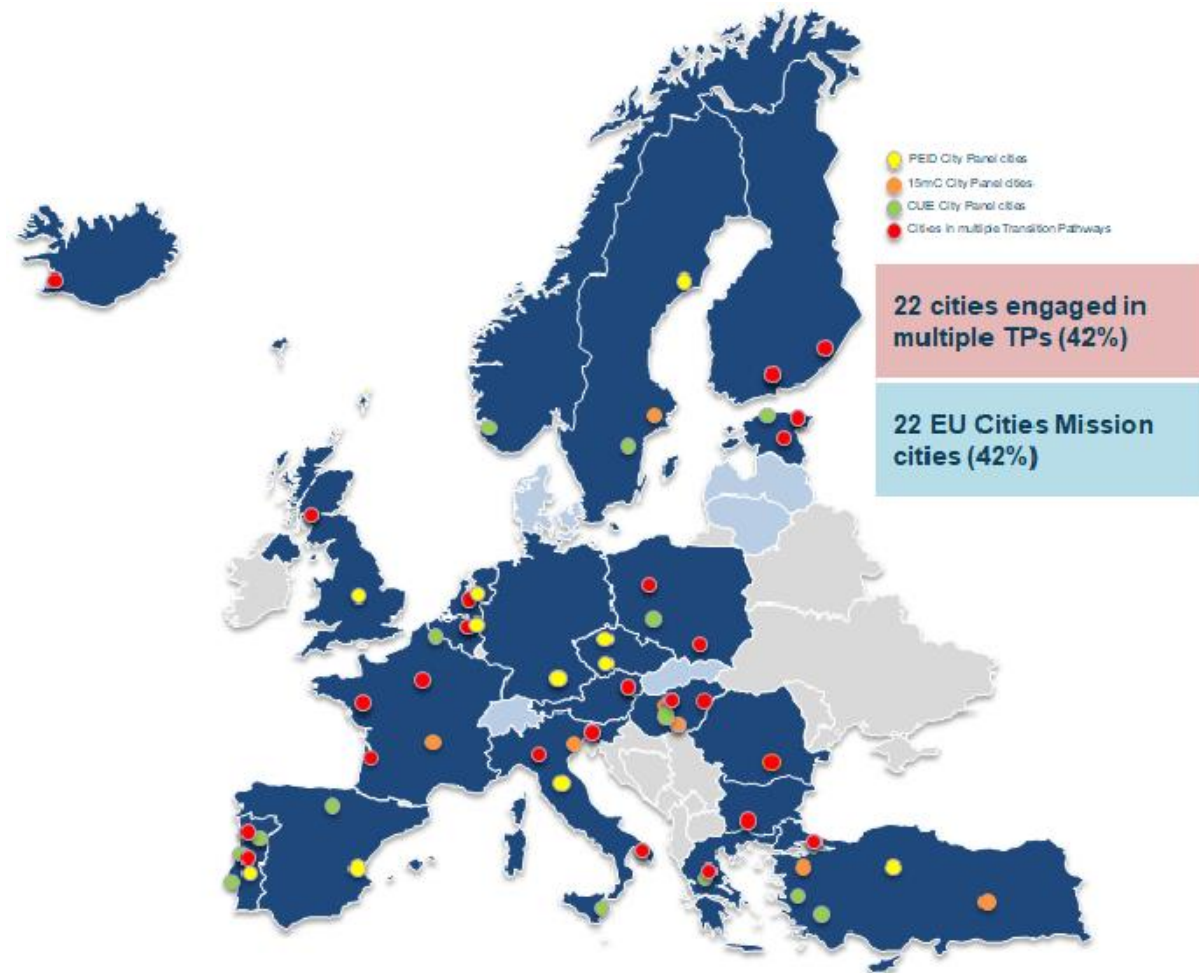 PEID City Panel cities
15mC City Panel cities
CUIE City Panel cities
Cities in multiple Transition Pathways
22 cities engaged in
multiple TPs (42%)
22 EU Cities Mission
cities (42%)